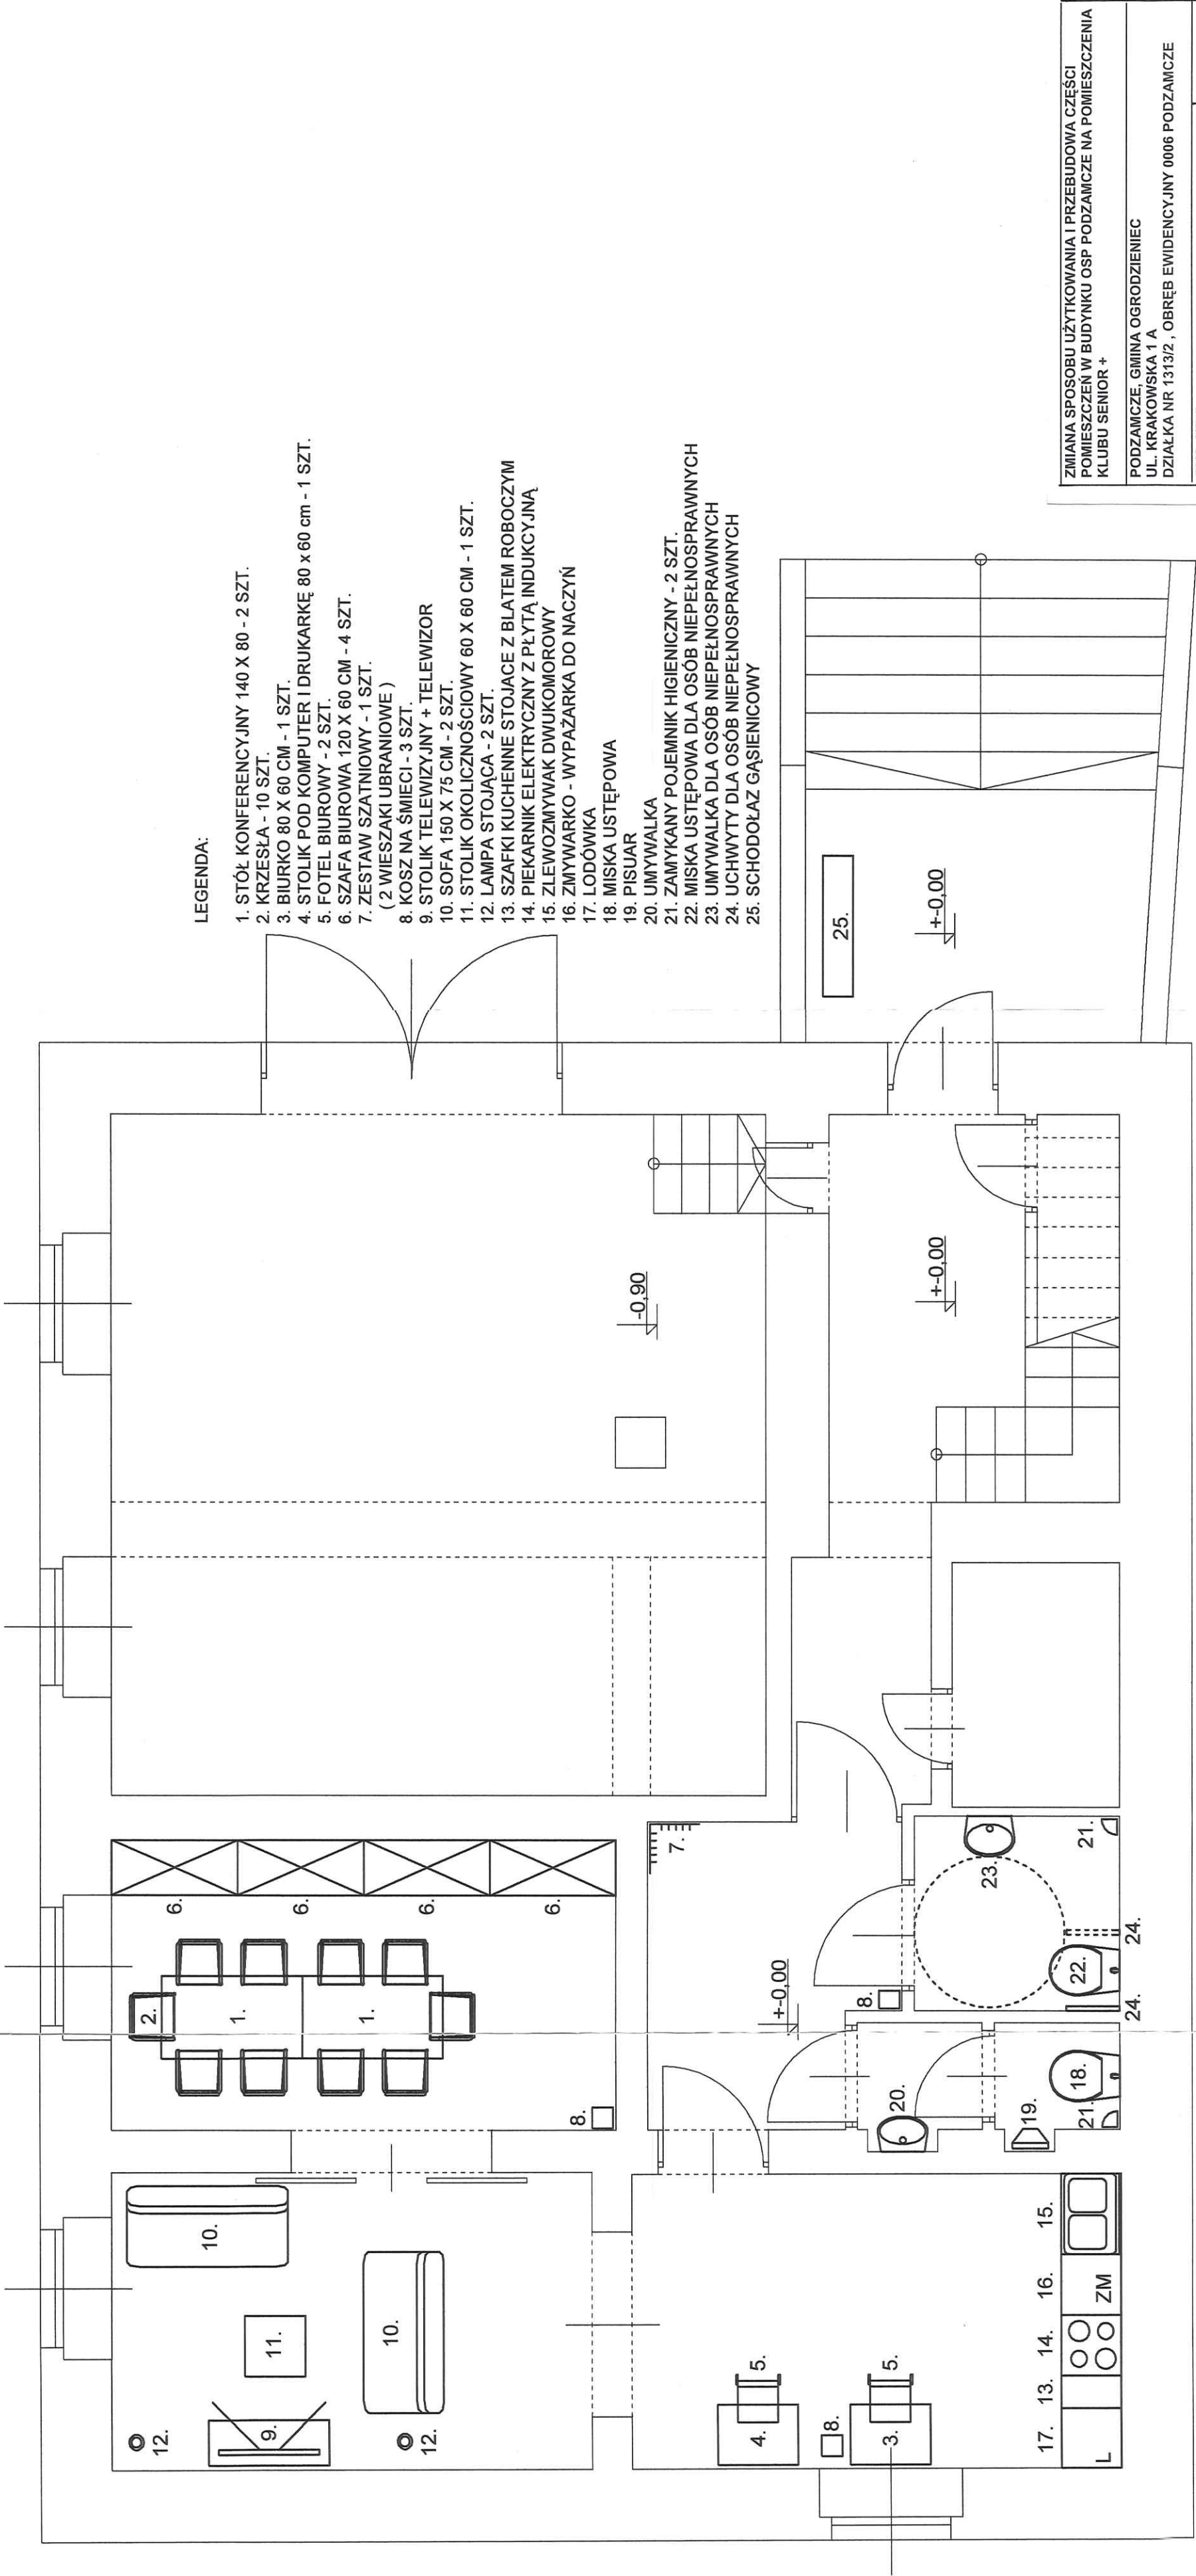 LEGENDA:
1. STÓŁ KONFERENCYJNY 140 X 80 - 2 SZT.
2. KRZESŁA - 10 SZT.
3. BIURKO 80 X 60 CM - 1 SZT.
4. STOLIK POD KOMPUTER I DRUKARKĘ 80 x 60 cm - 1 SZT.
5. FOTEL BIUROWY - 2 SZT.
6. SZAFA BIUROWA 120 X 60 CM - 4 SZT.
7. ZESTAW SZATNIOWY - 1 SZT.
( 2 WIESZAKI UBRANIOWE )
8. KOSZ NA ŚMIECI - 3 SZT.
9. STOLIK TELEWIZYJNY + TELEWIZOR
10. SOFA 150 X 75 CM - 2 SZT.
11. STOLIK OKOLICZNOŚCIOWY 60 X 60 CM - 1 SZT.
12. LAMPA STOJĄCA - 2 SZT.
13. SZAFKI KUCHENNE STOJACE Z BLATEM ROBOCZYM
14. PIEKARNIK ELEKTRYCZNY Z PŁYTĄ INDUKCYJNĄ
15. ZLEWOZMYWAK DWUKOMOROWY
16. ZMYWARKO - WYPAŻARKA DO NACZYŃ
17. LODÓWKA
18. MISKA USTĘPOWA
19. PISUAR
20. UMYWALKA
21. ZAMYKANY POJEMNIK HIGIENICZNY - 2 SZT.
22. MISKA USTĘPOWA DLA OSÓB NIEPEŁNOSPRAWNYCH
23. UMYWALKA DLA OSÓB NIEPEŁNOSPRAWNYCH
24. UCHWYTY DLA OSÓB NIEPEŁNOSPRAWNYCH
25. SCHODOŁAZ GĄSIENICOWY
ZMIANA SPOSOBU UŻYTKOWANIA I PRZEBUDOWA CZĘŚCI
POMIESZCZEŃ W BUDYNKU OSP PODZAMCZE NA POMIESZCZENIA
KLUBU SENIOR +
PODZAMCZE, GMINA OGRODZIENIEC
UL. KRAKOWSKA 1 A
DZIAŁKA NR 1313/2 , OBRĘB EWIDENCYJNY 0006 PODZAMCZE
12.
10.
2.
6.
9.
11.
1.
6.
12.
10.
1.
6.
6.
8.
-0,90
7.
4.
5.
+-0,00
25.
8.
8.
3.
5.
20.
+-0,00
+-0,00
23.
19.
17.
13.
14.
16.
15.
21.
18.
22.
21.
L
ZM
24.
24.